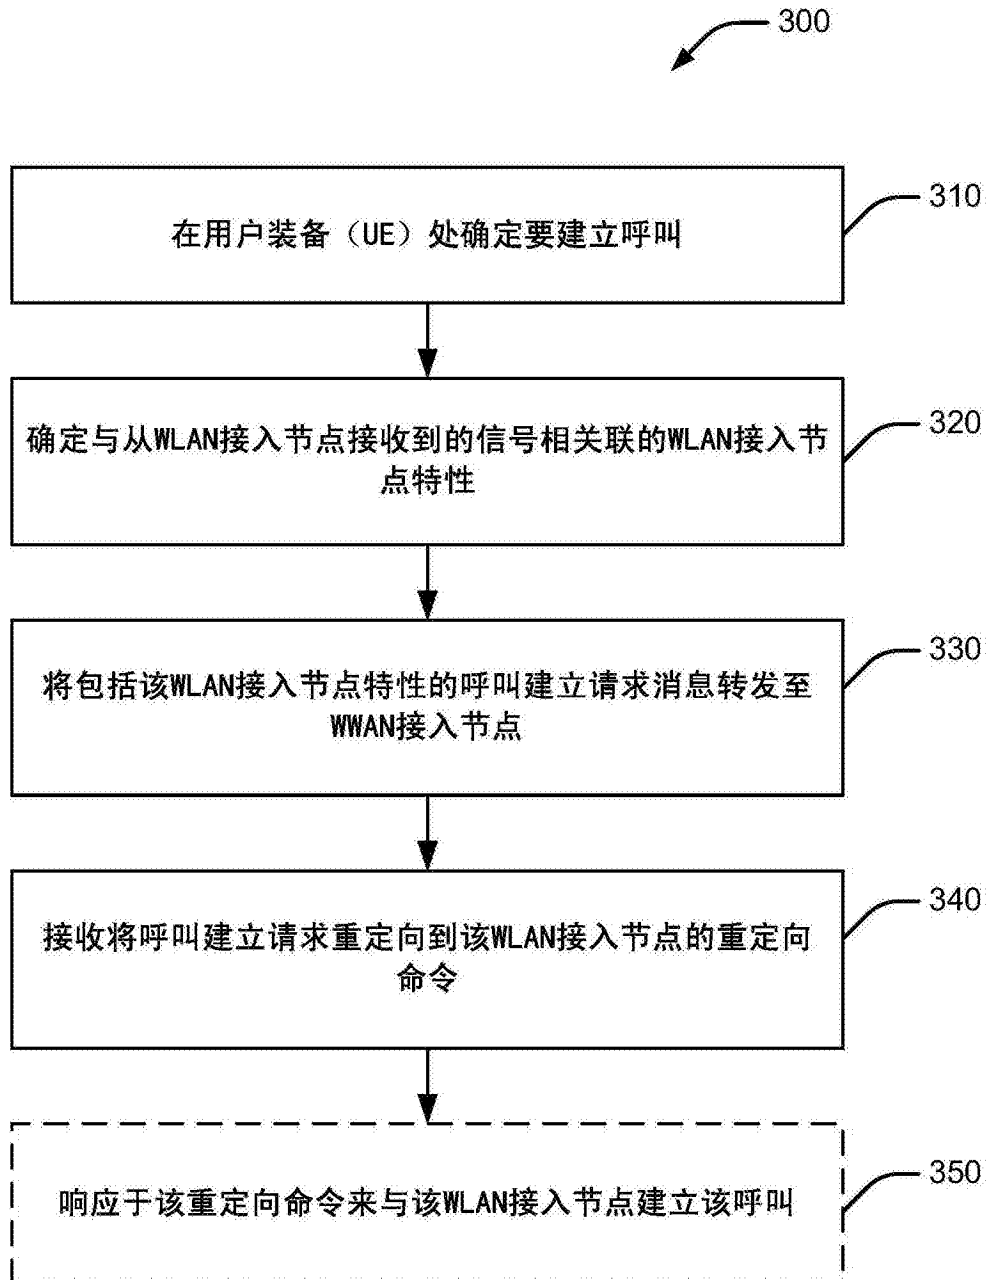 300
310
在用户装备（UE）处确定要建立呼叫
320
确定与从WLAN接入节点接收到的信号相关联的WLAN接入节
点特性
330
将包括该WLAN接入节点特性的呼叫建立请求消息转发至
WWAN接入节点
340
接收将呼叫建立请求重定向到该WLAN接入节点的重定向
命令
350
响应于该重定向命令来与该WLAN接入节点建立该呼叫